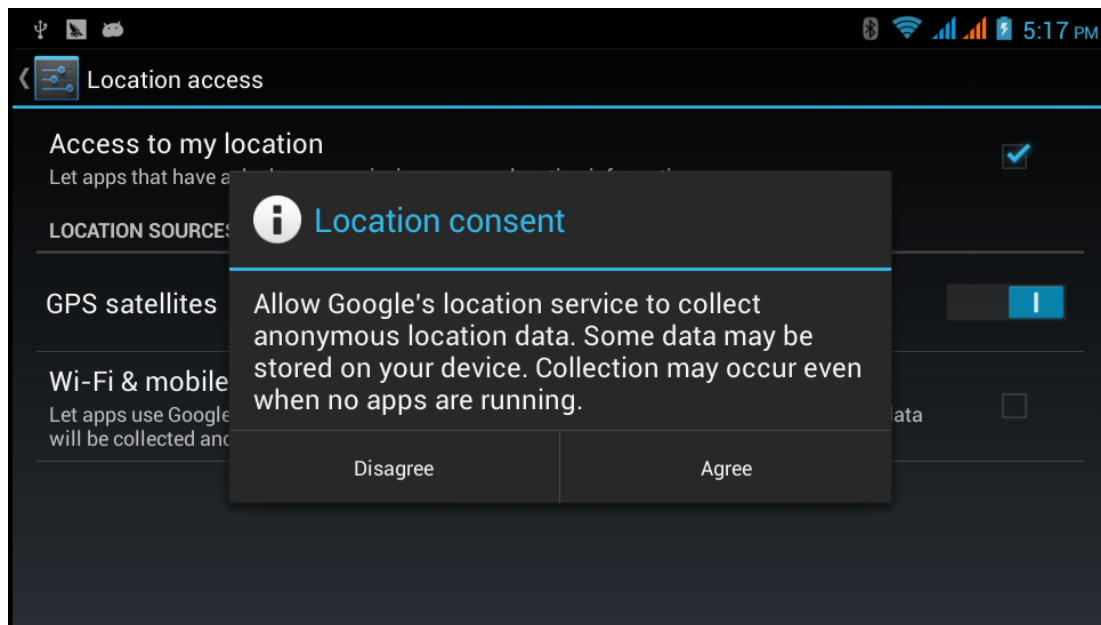 5:17 PM
Location access
Access to my location
Let apps that have a
LOCATION SOURCES
Location consent
GPS satellites
Allow Google's location service to collect
anonymous location data. Some data may be
stored on your device. Collection may occur even
when no apps are running.
Wi-Fi & mobile
Let apps use Google
will be collected and
Disagree
Agree